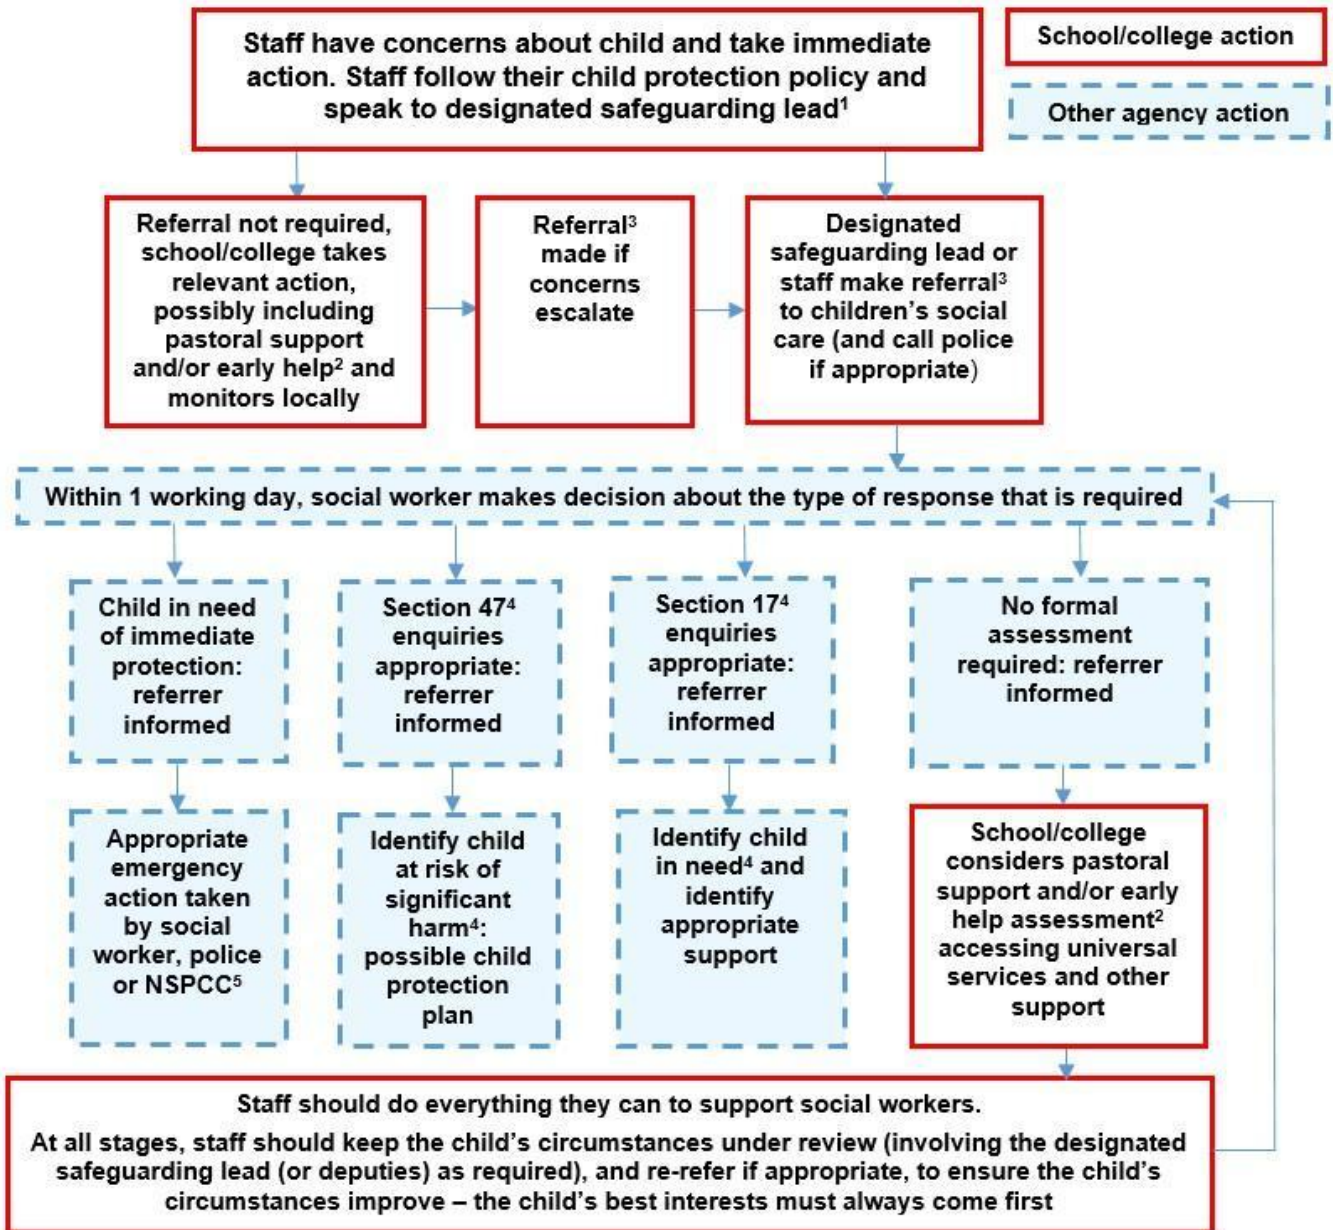 Staff have concerns about child and take immediate
action. Staff follow their child protection policy and
speak to designated safeguarding lead¹
School/college action
Other agency action
Referral not required,
school/college takes
relevant action,
possibly including
pastoral support
and/or early help² and
monitors locally
Referral³
made if
concerns
escalate
Designated
safeguarding lead or
staff make referral³
to children’s social
care (and call police
if appropriate)
Within 1 working day, social worker makes decision about the type of response that is required
Child in need
of immediate
protection:
referrer
informed
Section 47⁴
enquiries
appropriate:
referrer
informed
Section 17⁴
enquiries
appropriate:
referrer
informed
No formal
assessment
required: referrer
informed
Appropriate
emergency
action taken
by social
worker, police
or NSPCC⁵
Identify child
at risk of
significant
harm⁴:
possible child
protection
plan
Identify child
in need⁴ and
identify
appropriate
support
School/college
considers pastoral
support and/or early
help assessment²
accessing universal
services and other
support
Staff should do everything they can to support social workers.
At all stages, staff should keep the child’s circumstances under review (involving the designated
safeguarding lead (or deputies) as required), and re-refer if appropriate, to ensure the child’s
circumstances improve – the child’s best interests must always come first